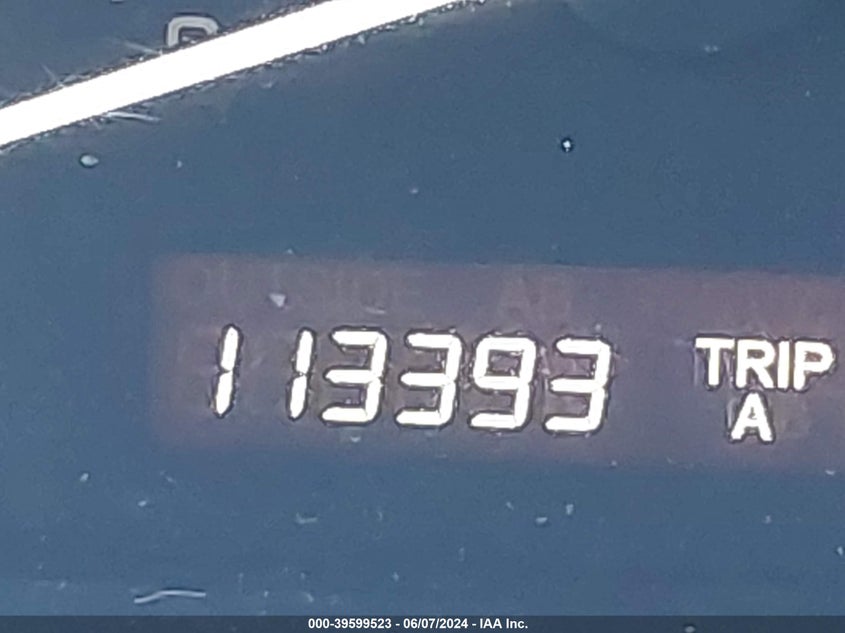 113393 TRIP
A
000-39599523 - 06/07/2024 - IAA Inc.